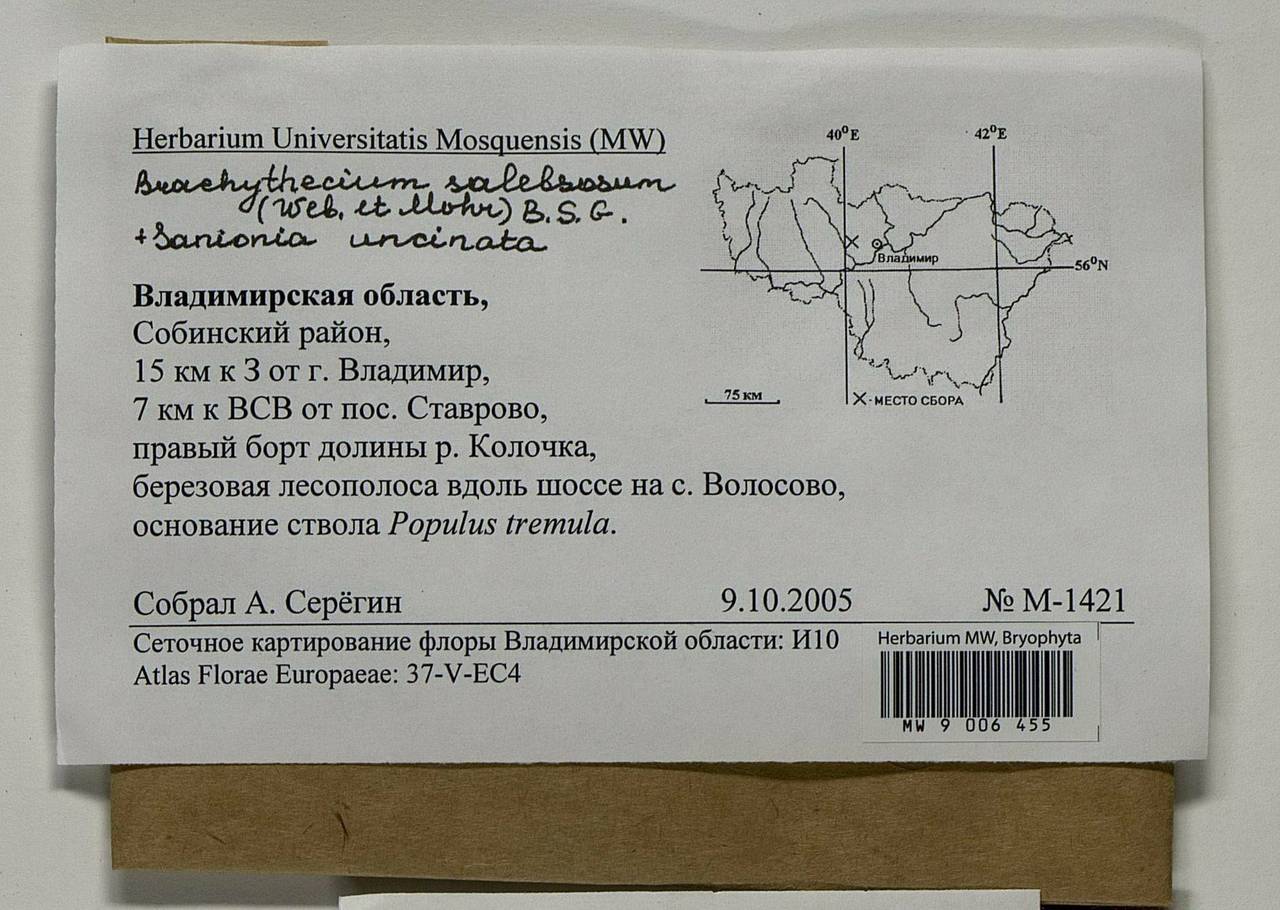 Herbarium Universitatis Mosquensis (MW)
Brachythecium salebrosum
(Web. et Mohr) B.S.G.
+ Sanionia uncinata
Владимирская область,
Собинский район,
15 км к З от г. Владимир,
7 км к ВСВ от пос. Ставрово,
правый борт долины р. Колочка,
березовая лесополоса вдоль шоссе на с. Волосово,
основание ствола Populus tremula.
40°E 42°E
Владимир
56°N
75 км
X - МЕСТО СБОРА
Собрал А. Серёгин 9.10.2005 № М-1421
Сеточное картирование флоры Владимирской области: И10
Atlas Florae Europaeae: 37-V-EC4
Herbarium MW, Bryophyta
MW 9 006 455